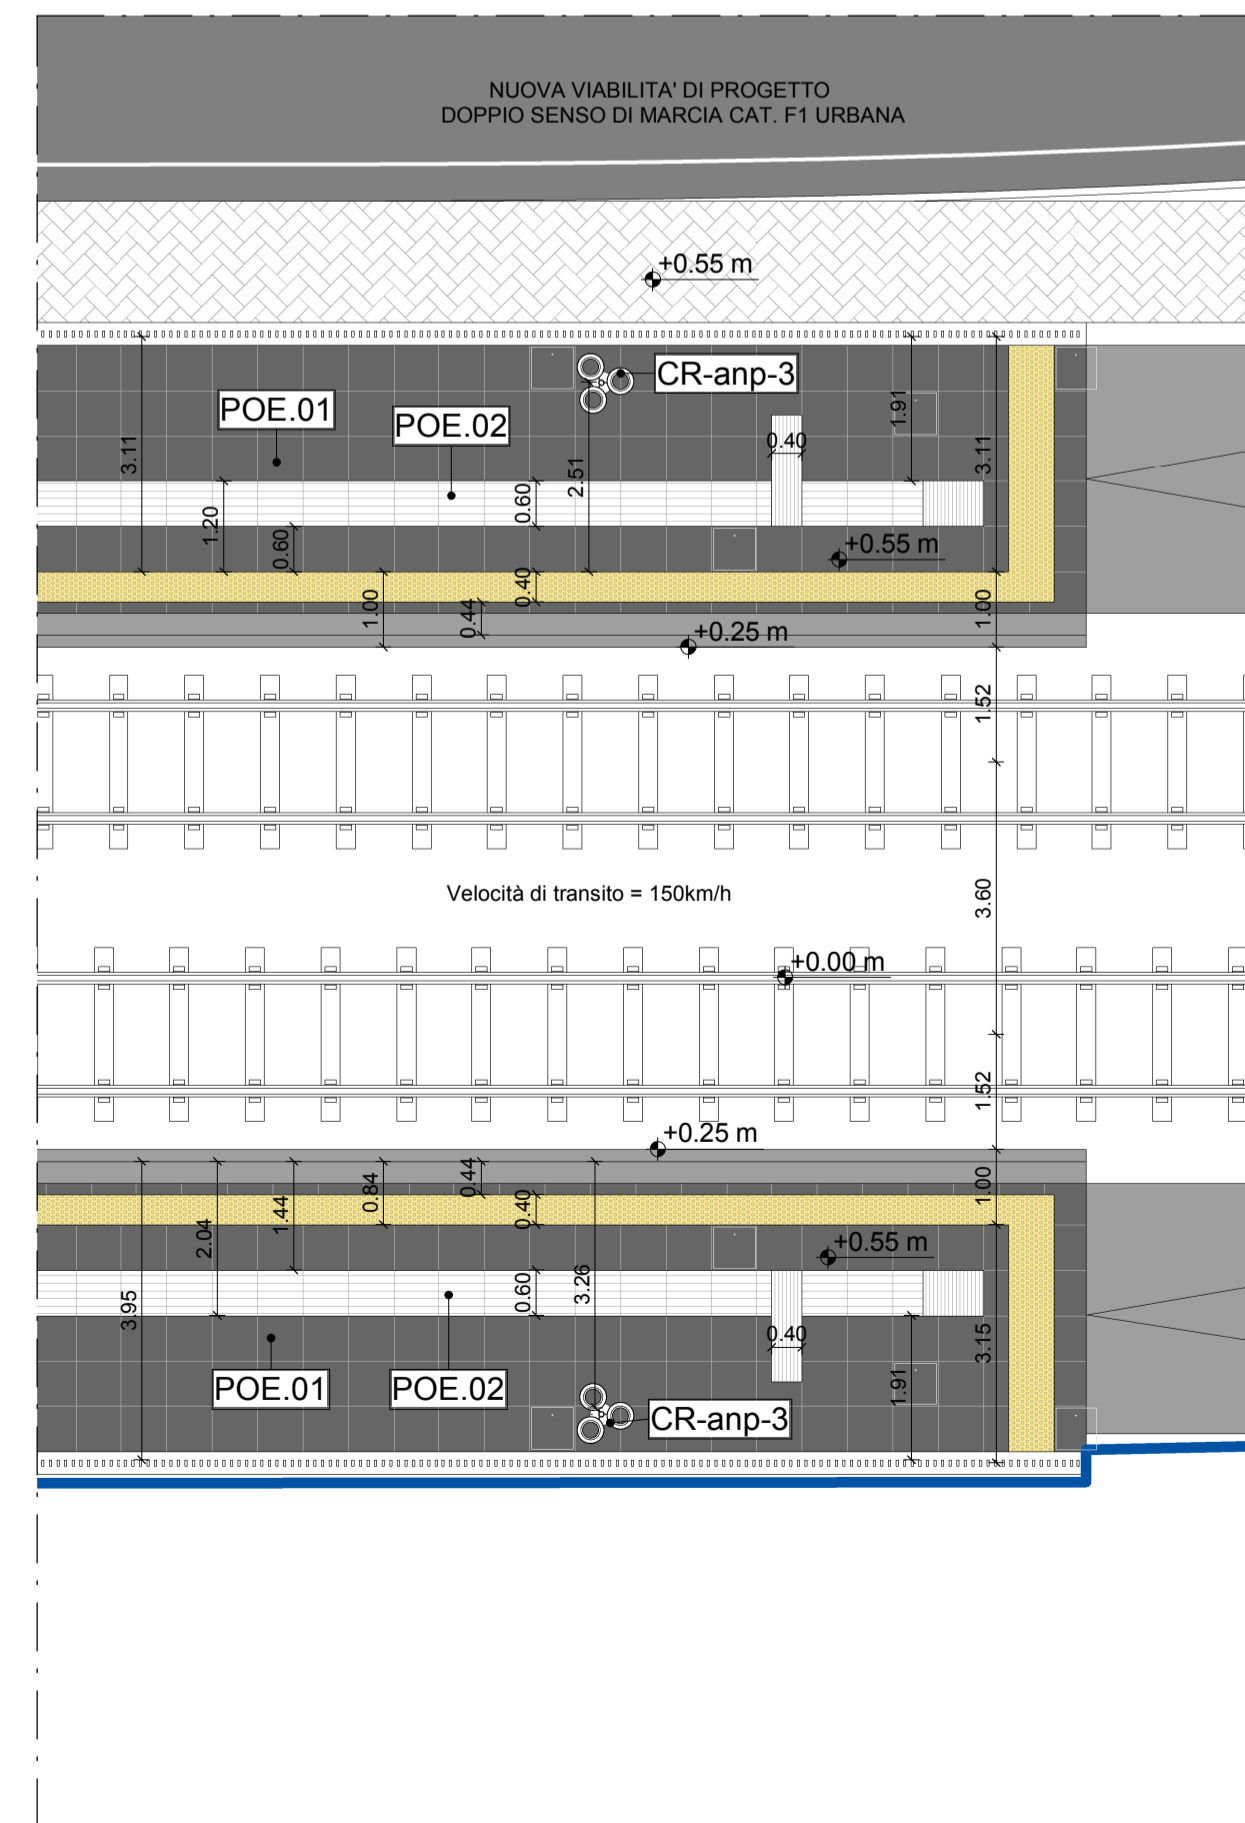 NUOVA VIABILITA' DI PROGETTO
DOPPIO SENSO DI MARCIA CAT. F1 URBANA
+0.55 m
CR-anp-3
POE.01
POE.02
3.11
1.91
3.11
0.40
2.51
1.20
0.60
0.60
+0.55 m
1.00
0.44
0.40
1.00
+0.25 m
1.52
3.60
Velocità di transito = 150km/h
+0.00 m
1.52
+0.25 m
3.95
2.04
1.44
0.84
0.44
0.40
1.00
+0.55 m
0.60
3.26
0.40
3.15
1.91
POE.01
POE.02
CR-anp-3